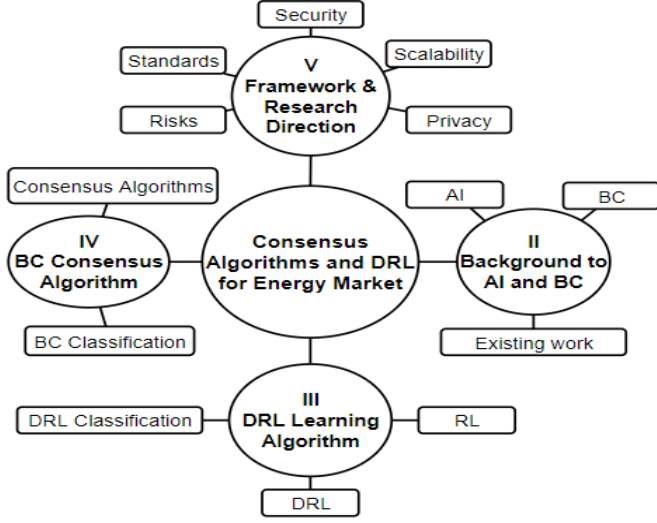 Security
Standards
Scalability
V
Framework &
Research
Direction
Risks
Privacy
Consensus Algorithms
AI
BC
IV
BC Consensus
Algorithm
Consensus
Algorithms and DRL
for Energy Market
II
Background to
AI and BC
BC Classification
Existing work
III
DRL Learning
Algorithm
DRL Classification
RL
DRL